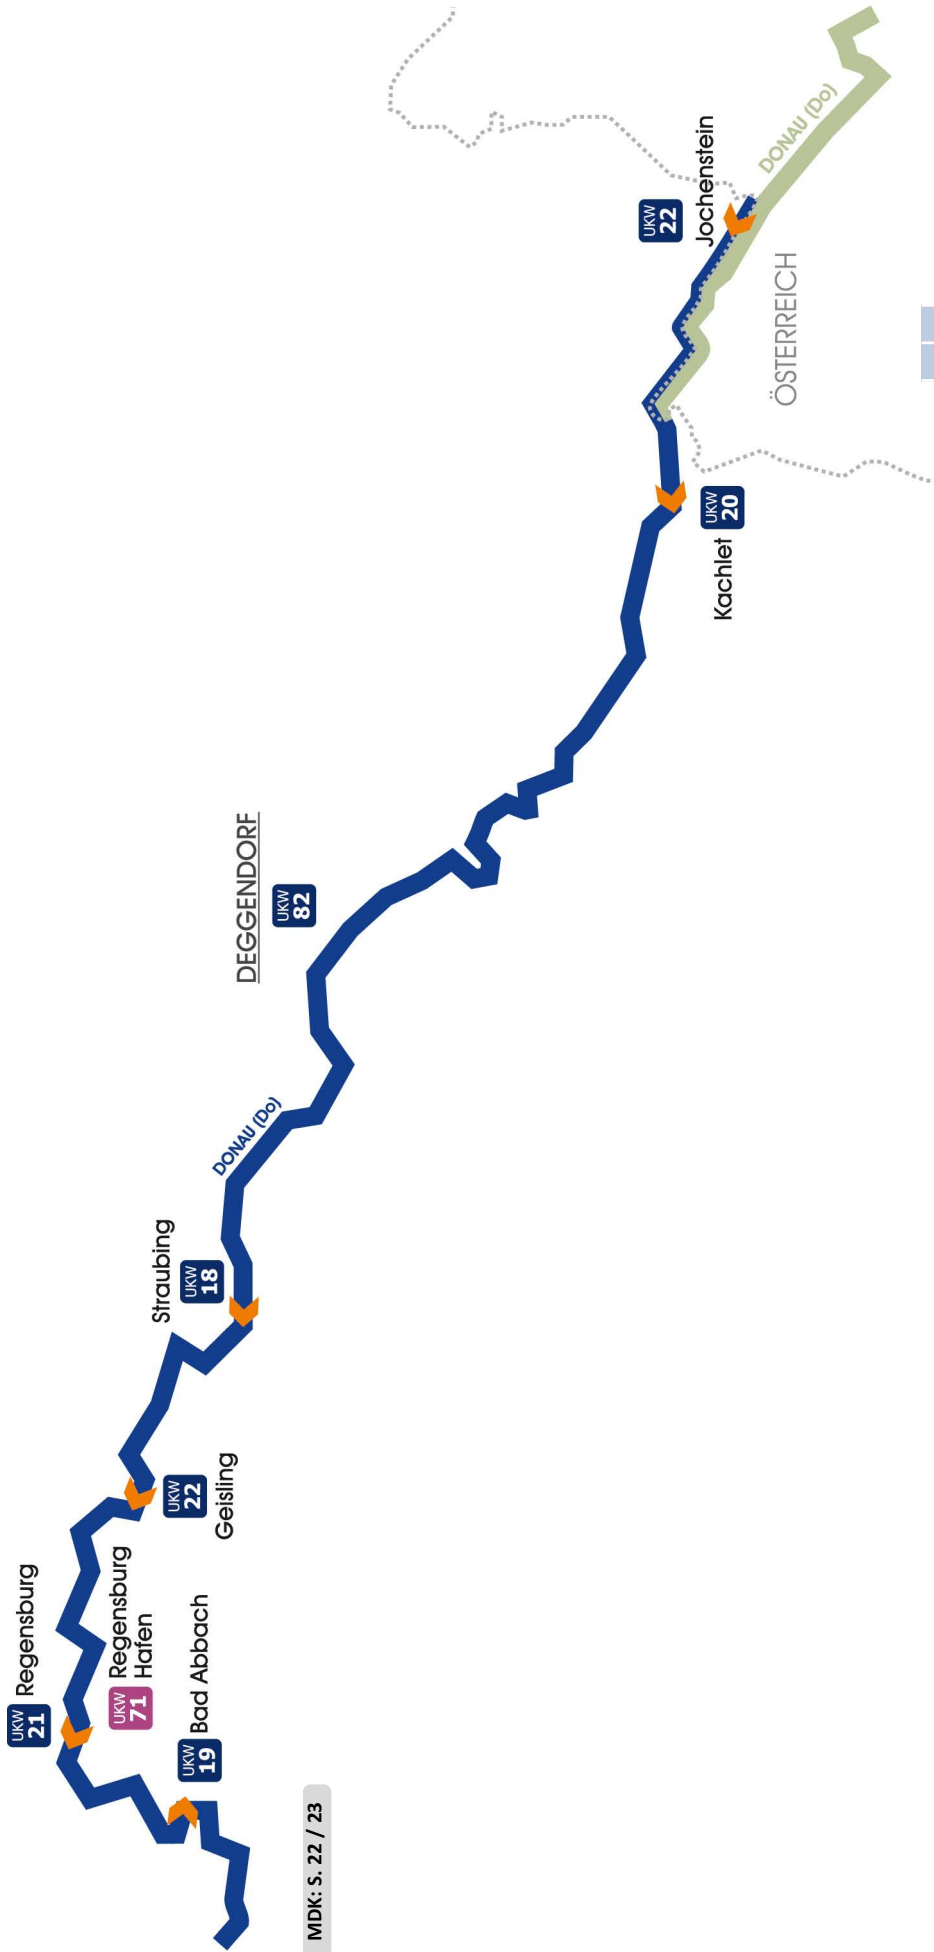 UKW
21
Regensburg
UKW
71
Regensburg
Hafen
UKW
19
Bad Abbach
MDK: S. 22 / 23
UKW
22
Geisling
Straubing
UKW
18
DONAU (Do)
DEGGENDORF
UKW
82
Kachlet
UKW
20
UKW
22
Jochenstein
DONAU (Do)
ÖSTERREICH